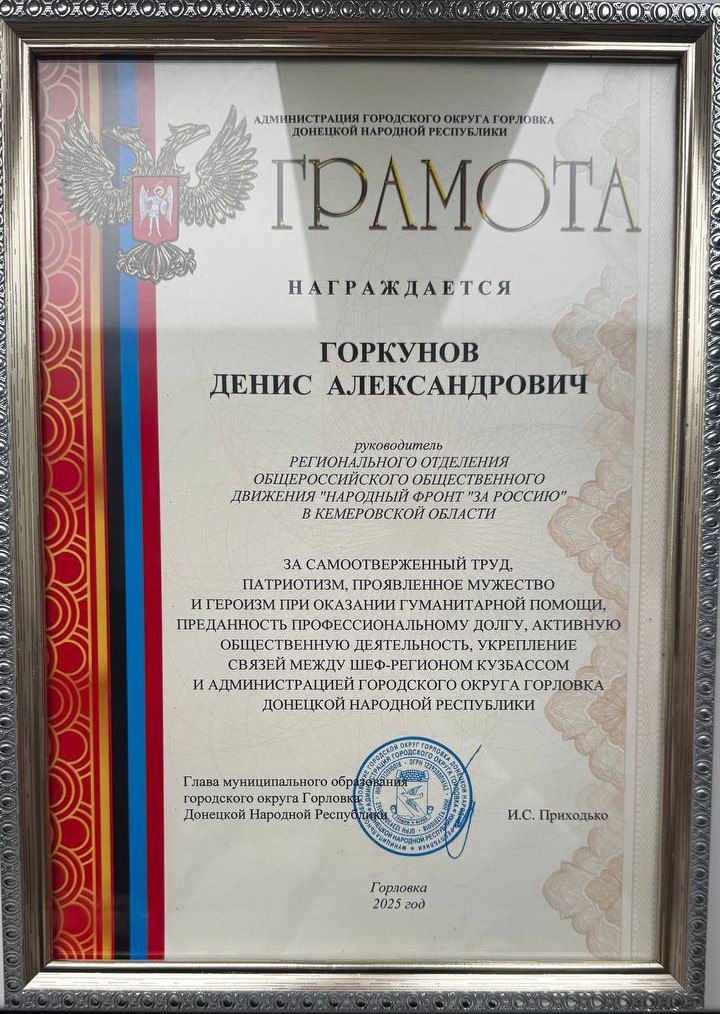 АДМИНИСТРАЦИЯ ГОРОДСКОГО ОКРУГА ГОРЛОВКА
ДОНЕЦКОЙ НАРОДНОЙ РЕСПУБЛИКИ
ГРАМОТА
НАГРАЖДАЕТСЯ
ГОРКУНОВ
ДЕНИС АЛЕКСАНДРОВИЧ
руководитель
РЕГИОНАЛЬНОГО ОТДЕЛЕНИЯ
ОБЩЕРОССИЙСКОГО ОБЩЕСТВЕННОГО
ДВИЖЕНИЯ "НАРОДНЫЙ ФРОНТ "ЗА РОССИЮ"
В КЕМЕРОВСКОЙ ОБЛАСТИ
ЗА САМООТВЕРЖЕННЫЙ ТРУД,
ПАТРИОТИЗМ, ПРОЯВЛЕННОЕ МУЖЕСТВО
И ГЕРОИЗМ ПРИ ОКАЗАНИИ ГУМАНИТАРНОЙ ПОМОЩИ,
ПРЕДАННОСТЬ ПРОФЕССИОНАЛЬНОМУ ДОЛГУ, АКТИВНУЮ
ОБЩЕСТВЕННУЮ ДЕЯТЕЛЬНОСТЬ, УКРЕПЛЕНИЕ
СВЯЗЕЙ МЕЖДУ ШЕФ-РЕГИОНОМ КУЗБАССОМ
И АДМИНИСТРАЦИЕЙ ГОРОДСКОГО ОКРУГА ГОРЛОВКА
ДОНЕЦКОЙ НАРОДНОЙ РЕСПУБЛИКИ
Глава муниципального образования
городского округа Горловка
Донецкой Народной Республики
И.С. Приходько
Горловка
2025 год